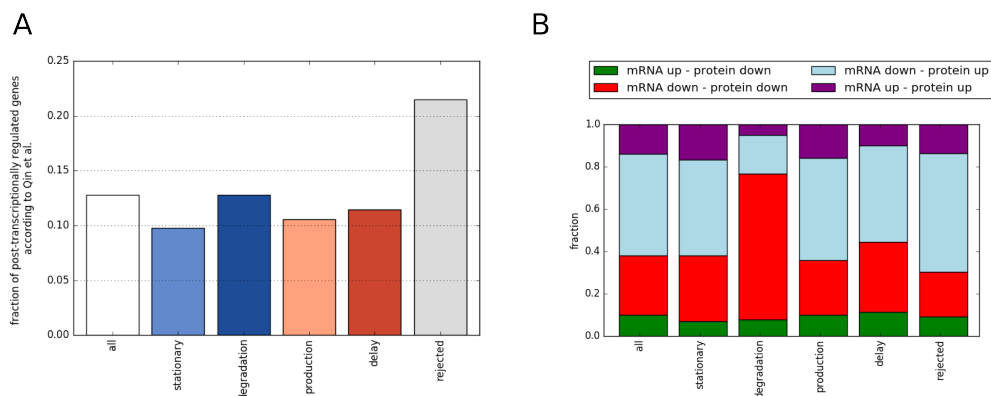 A
B
fraction of post-transcriptionally regulated genes
according to Qin et al.
0.25
0.20
0.15
0.10
0.05
0.00
all
stationary
degradation
production
delay
rejected
mRNA up - protein down
mRNA down - protein up
mRNA down - protein down
mRNA up - protein up
fraction
1.0
0.8
0.6
0.4
0.2
0.0
all
stationary
degradation
production
delay
rejected